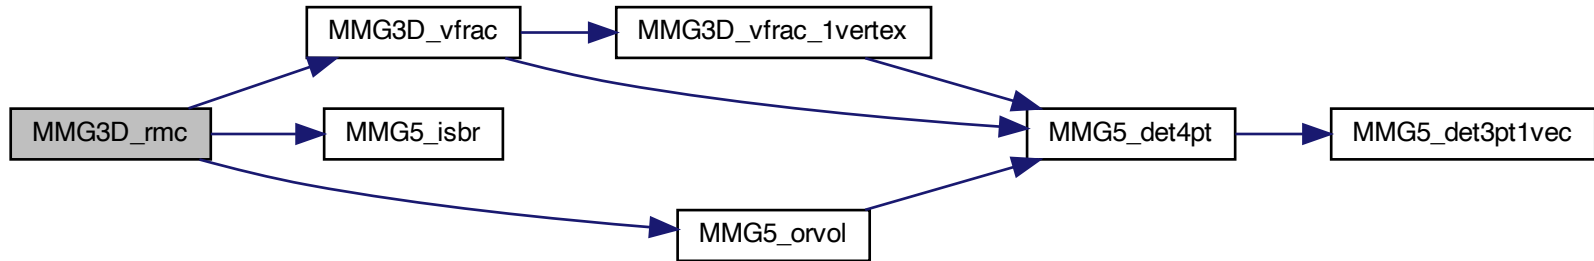 MMG3D_vfrac
MMG3D_vfrac_1vertex
MMG3D_rmc
MMG5_isbr
MMG5_det4pt
MMG5_det3pt1vec
MMG5_orvol